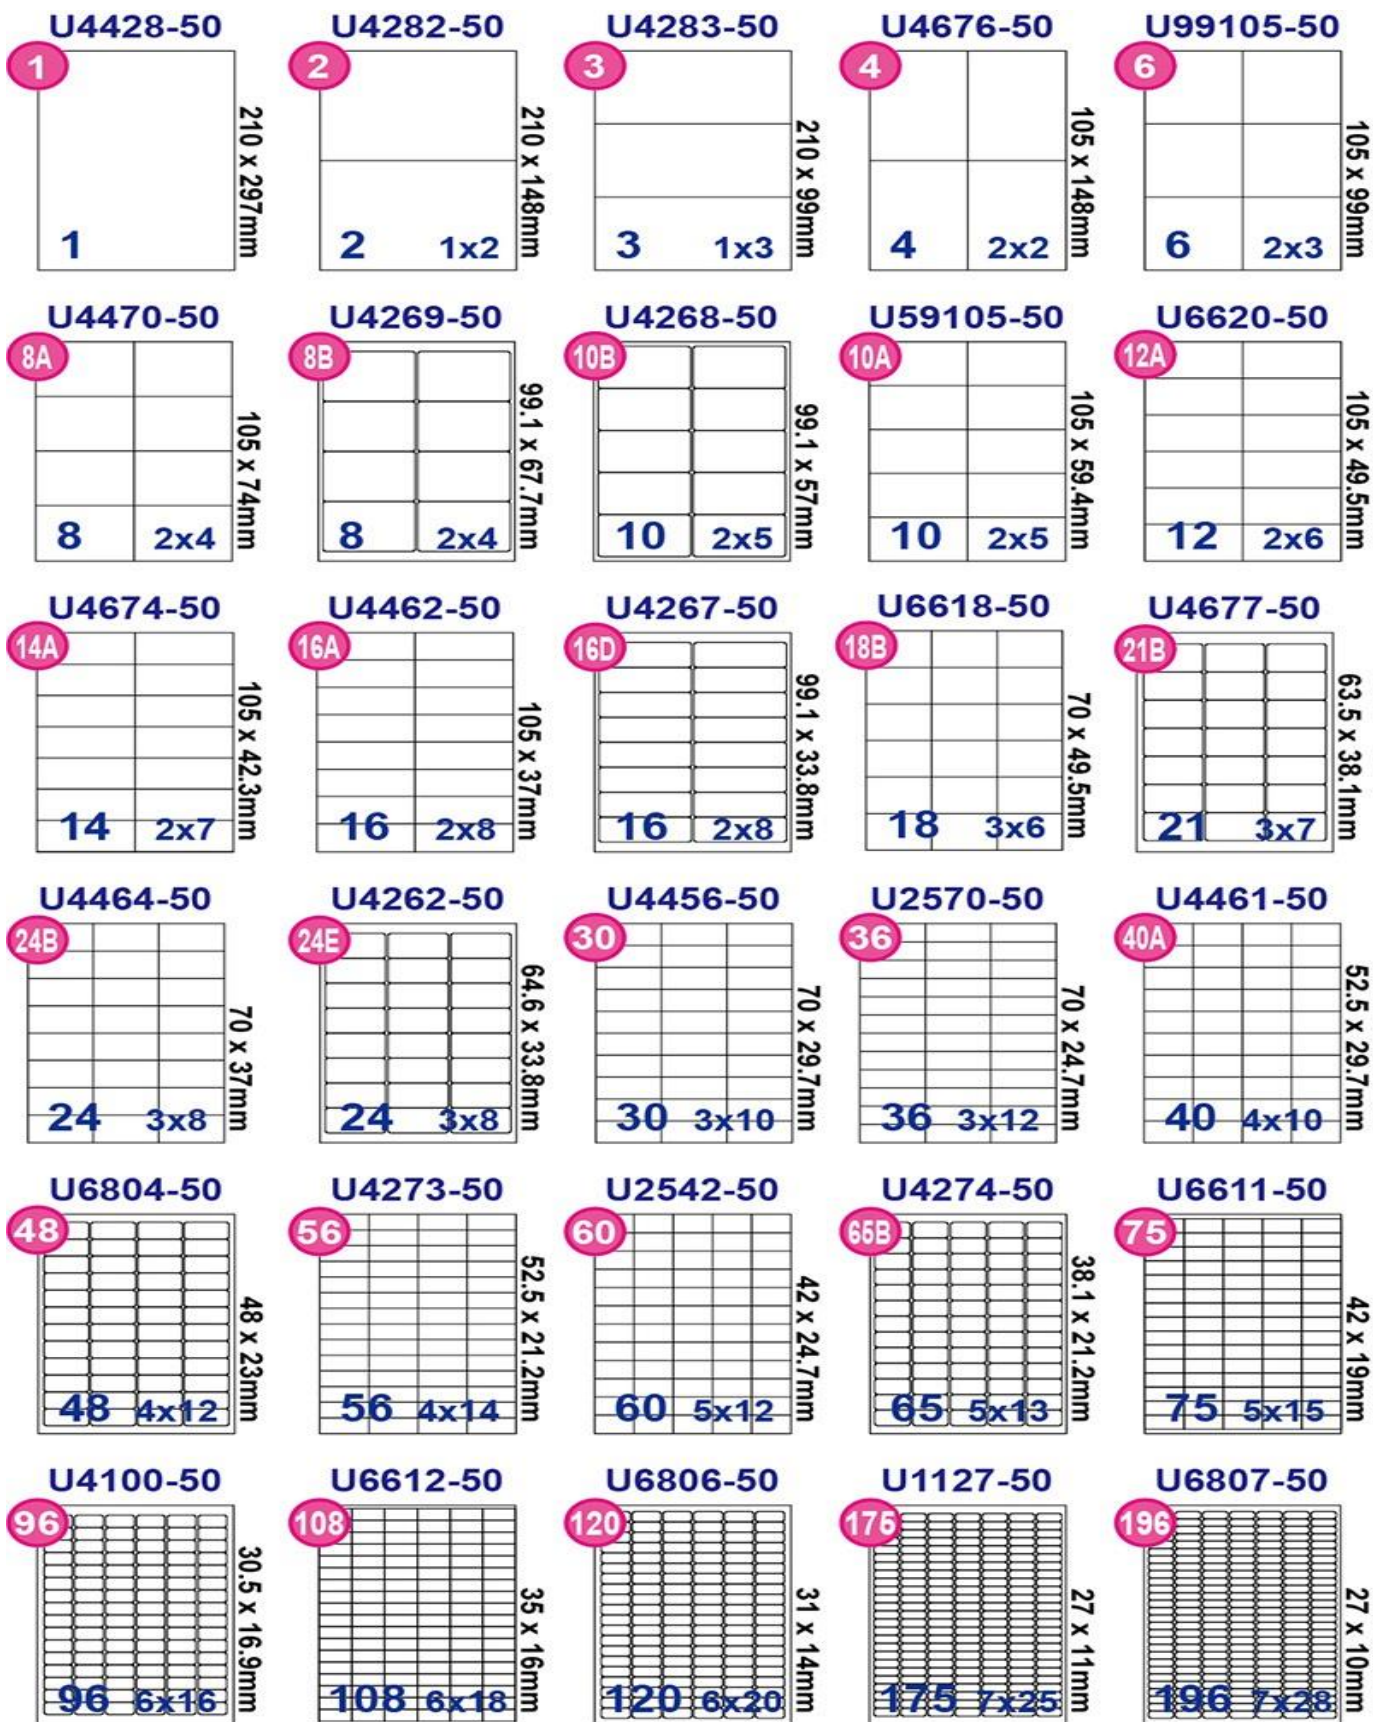 U4428-50
1
210 x 297mm
1
U4282-50
2
210 x 148mm
2 1x2
U4283-50
3
210 x 99mm
3 1x3
U4676-50
4
105 x 148mm
4 2x2
U99105-50
6
105 x 99mm
6 2x3
U4470-50
8A
105 x 74mm
8 2x4
U4269-50
8B
99.1 x 67.7mm
8 2x4
U4268-50
10B
99.1 x 57mm
10 2x5
U59105-50
10A
105 x 59.4mm
10 2x5
U6620-50
12A
105 x 49.5mm
12 2x6
U4674-50
14A
105 x 42.3mm
14 2x7
U4462-50
16A
105 x 37mm
16 2x8
U4267-50
16D
99.1 x 33.8mm
16 2x8
U6618-50
18B
70 x 49.5mm
18 3x6
U4677-50
21B
63.5 x 38.1mm
21 3x7
U4464-50
24B
70 x 37mm
24 3x8
U4262-50
24E
64.6 x 33.8mm
24 3x8
U4456-50
30
70 x 29.7mm
30 3x10
U2570-50
36
70 x 24.7mm
36 3x12
U4461-50
40A
52.5 x 29.7mm
40 4x10
U6804-50
48
48 x 23mm
48 4x12
U4273-50
56
52.5 x 21.2mm
56 4x14
U2542-50
60
42 x 24.7mm
60 5x12
U4274-50
65B
38.1 x 21.2mm
65 5x13
U6611-50
75
42 x 19mm
75 5x15
U4100-50
96
30.5 x 16.9mm
96 6x16
U6612-50
108
35 x 16mm
108 6x18
U6806-50
120
31 x 14mm
120 6x20
U1127-50
175
27 x 11mm
175 7x25
U6807-50
196
27 x 10mm
196 7x28